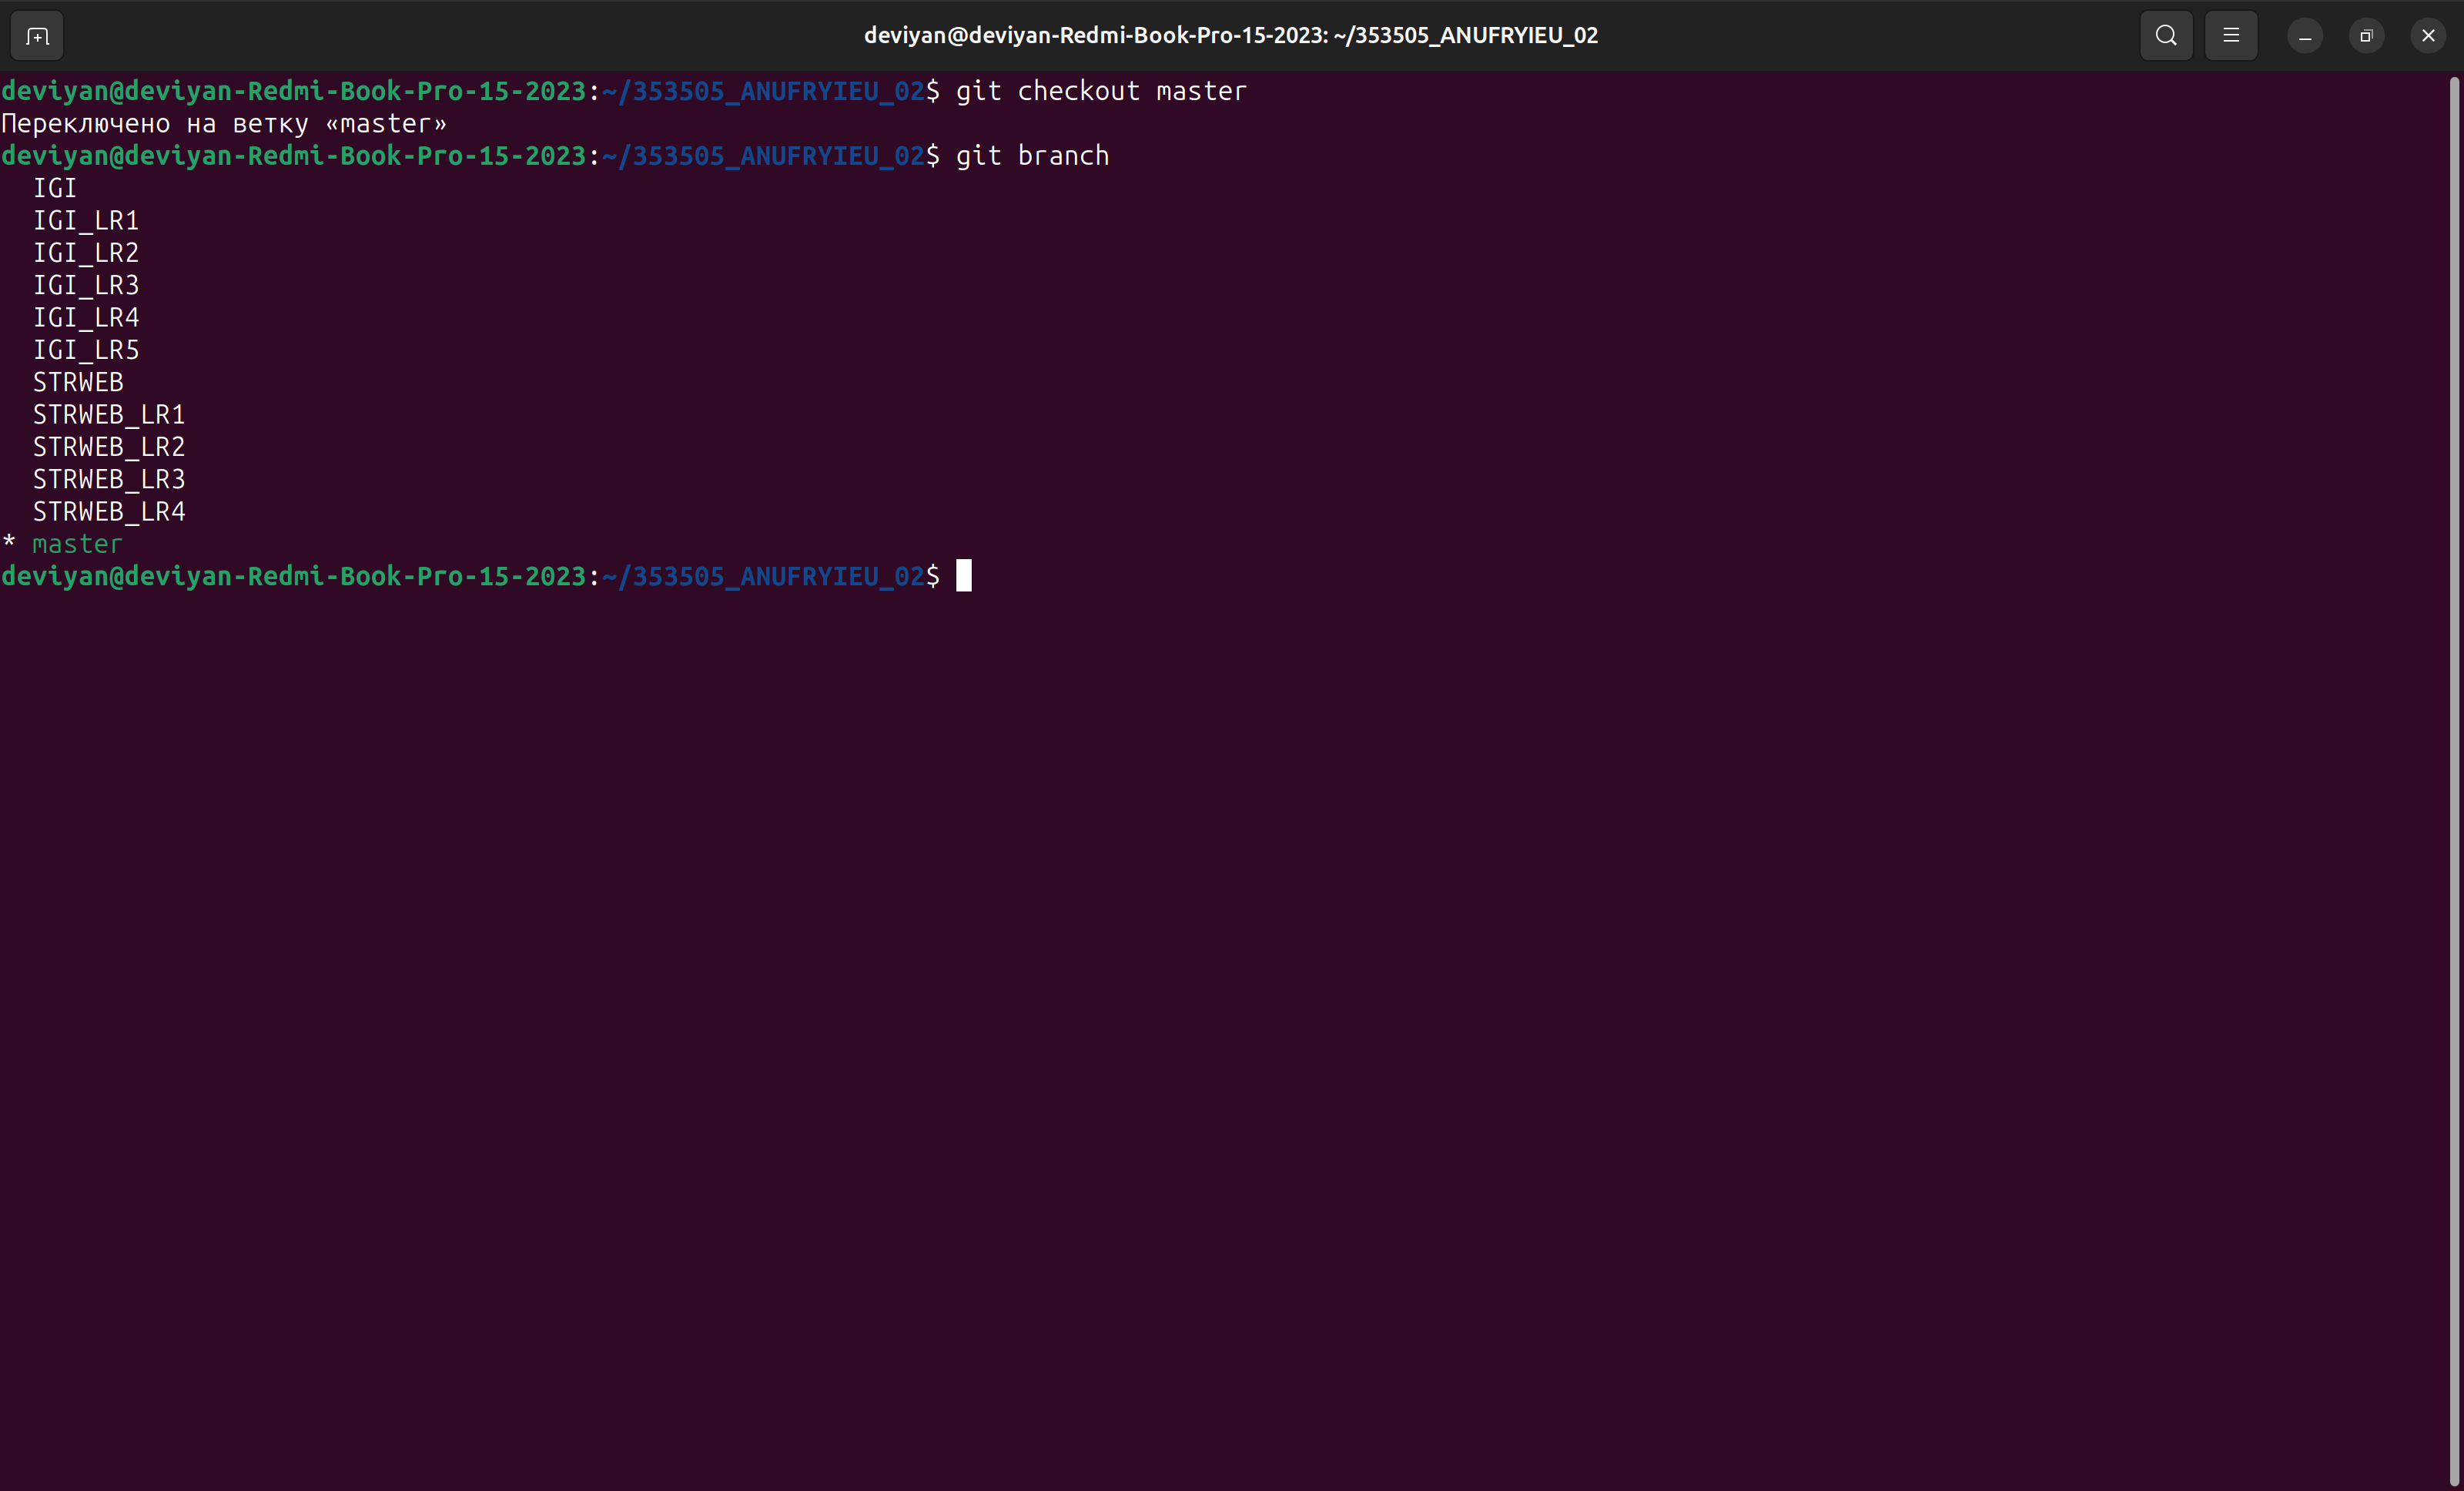 deviyan@deviyan-Redmi-Book-Pro-15-2023: ~/353505_ANUFRYIEU_02
deviyan@deviyan-Redmi-Book-Pro-15-2023:~/353505_ANUFRYIEU_02$ git checkout master
Переключено на ветку «master»
deviyan@deviyan-Redmi-Book-Pro-15-2023:~/353505_ANUFRYIEU_02$ git branch
  IGI
  IGI_LR1
  IGI_LR2
  IGI_LR3
  IGI_LR4
  IGI_LR5
  STRWEB
  STRWEB_LR1
  STRWEB_LR2
  STRWEB_LR3
  STRWEB_LR4
* master
deviyan@deviyan-Redmi-Book-Pro-15-2023:~/353505_ANUFRYIEU_02$